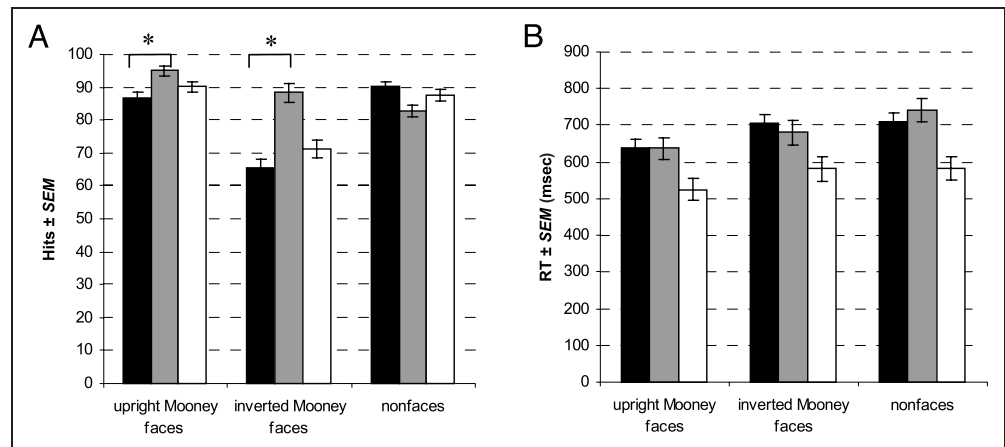 A
Hits ± SEM
100
90
80
70
60
50
40
30
20
10
0
*
*
upright Mooney
faces
inverted Mooney
faces
nonfaces
B
RT ± SEM (msec)
900
800
700
600
500
400
300
200
100
0
upright Mooney
faces
inverted Mooney
faces
nonfaces